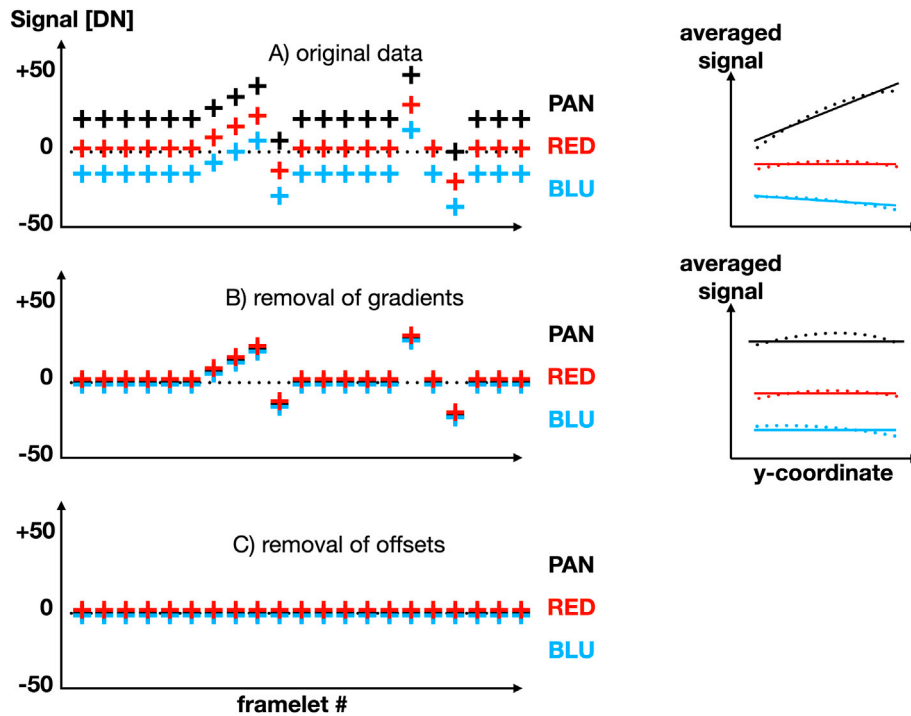 Signal [DN]
A) original data
+50
0
-50
PAN
RED
BLU
averaged
signal
B) removal of gradients
+50
0
-50
PAN
RED
BLU
averaged
signal
y-coordinate
C) removal of offsets
+50
0
-50
PAN
RED
BLU
framelet #